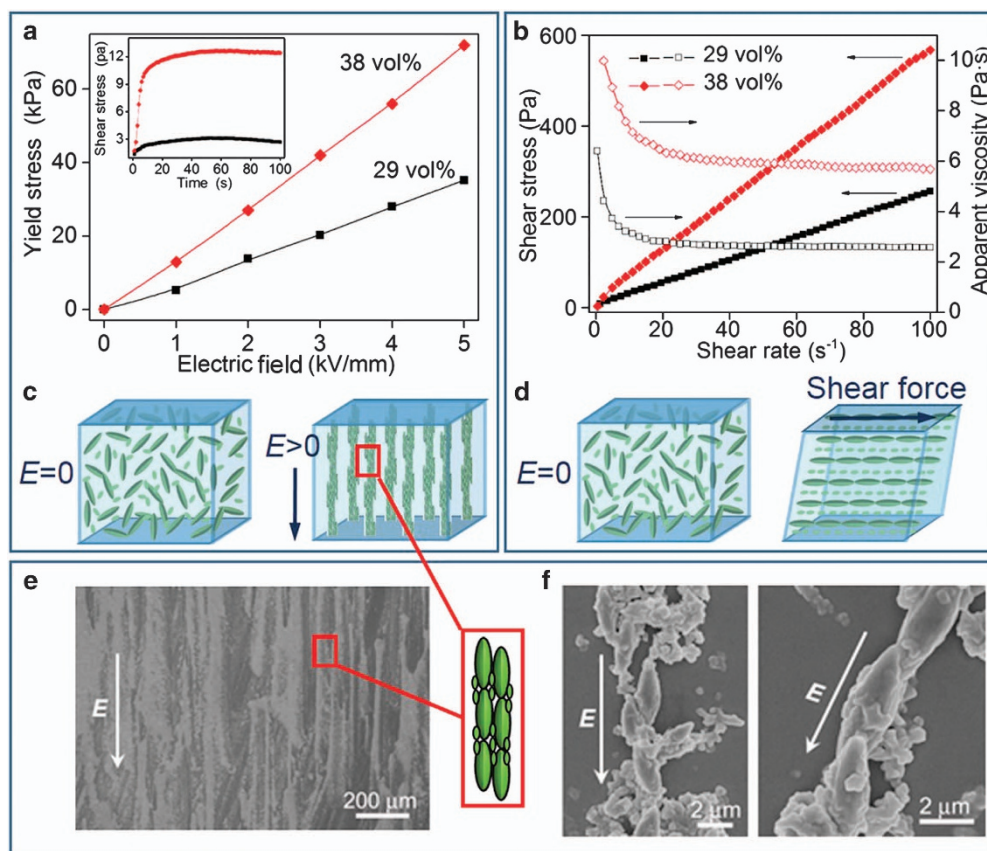 a
Yield stress (kPa)
80
60
40
20
0
0 1 2 3 4 5
Electric field (kV/mm)
38 vol%
29 vol%
Shear stress (pa)
12
9
6
3
0 20 40 60 80 100
Time (s)
b
Shear stress (Pa)
600
400
200
0
29 vol%
38 vol%
10
8
6
4
2
0
Apparent viscosity (Pa·s)
0 20 40 60 80 100
Shear rate (s⁻¹)
c
E=0
E>0
d
E=0
Shear force
e
E
200 µm
f
E
2 µm
E
2 µm